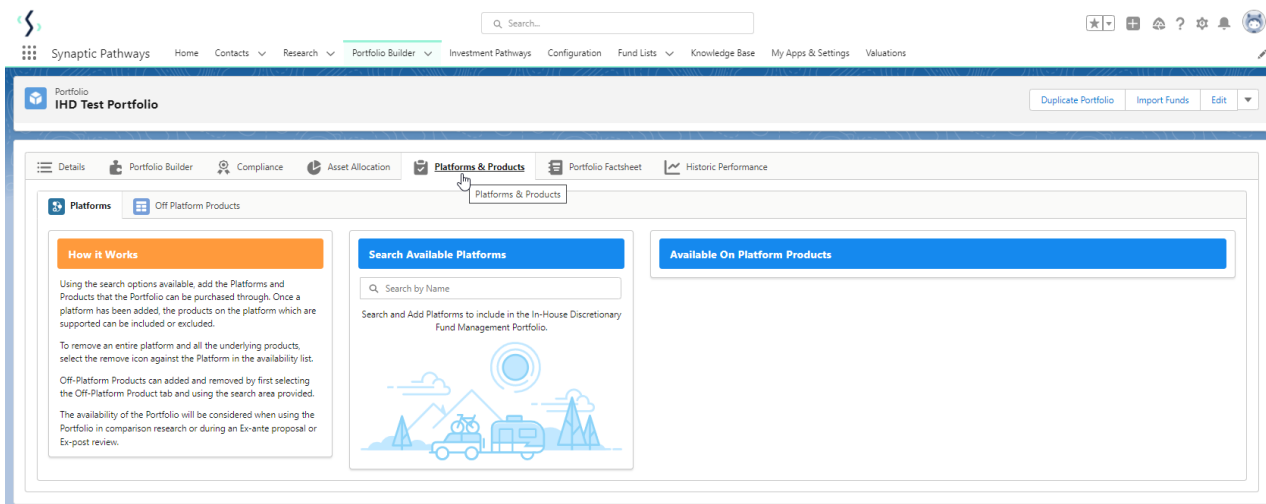 Search...
Synaptic Pathways
Home
Contacts
Research
Portfolio Builder
Investment Pathways
Configuration
Fund Lists
Knowledge Base
My Apps & Settings
Valuations
Portfolio
IHD Test Portfolio
Duplicate Portfolio
Import Funds
Edit
Details
Portfolio Builder
Compliance
Asset Allocation
Platforms & Products
Portfolio Factsheet
Historic Performance
Platforms & Products
Platforms
Off Platform Products
How it Works
Using the search options available, add the Platforms and
Products that the Portfolio can be purchased through. Once a
platform has been added, the products on the platform which are
supported can be included or excluded.
To remove an entire platform and all the underlying products,
select the remove icon against the Platform in the availability list.
Off-Platform Products can added and removed by first selecting
the Off-Platform Product tab and using the search area provided.
The availability of the Portfolio will be considered when using the
Portfolio in comparison research or during an Ex-ante proposal or
Ex-post review.
Search Available Platforms
Search by Name
Search and Add Platforms to include in the In-House Discretionary
Fund Management Portfolio.
Available On Platform Products